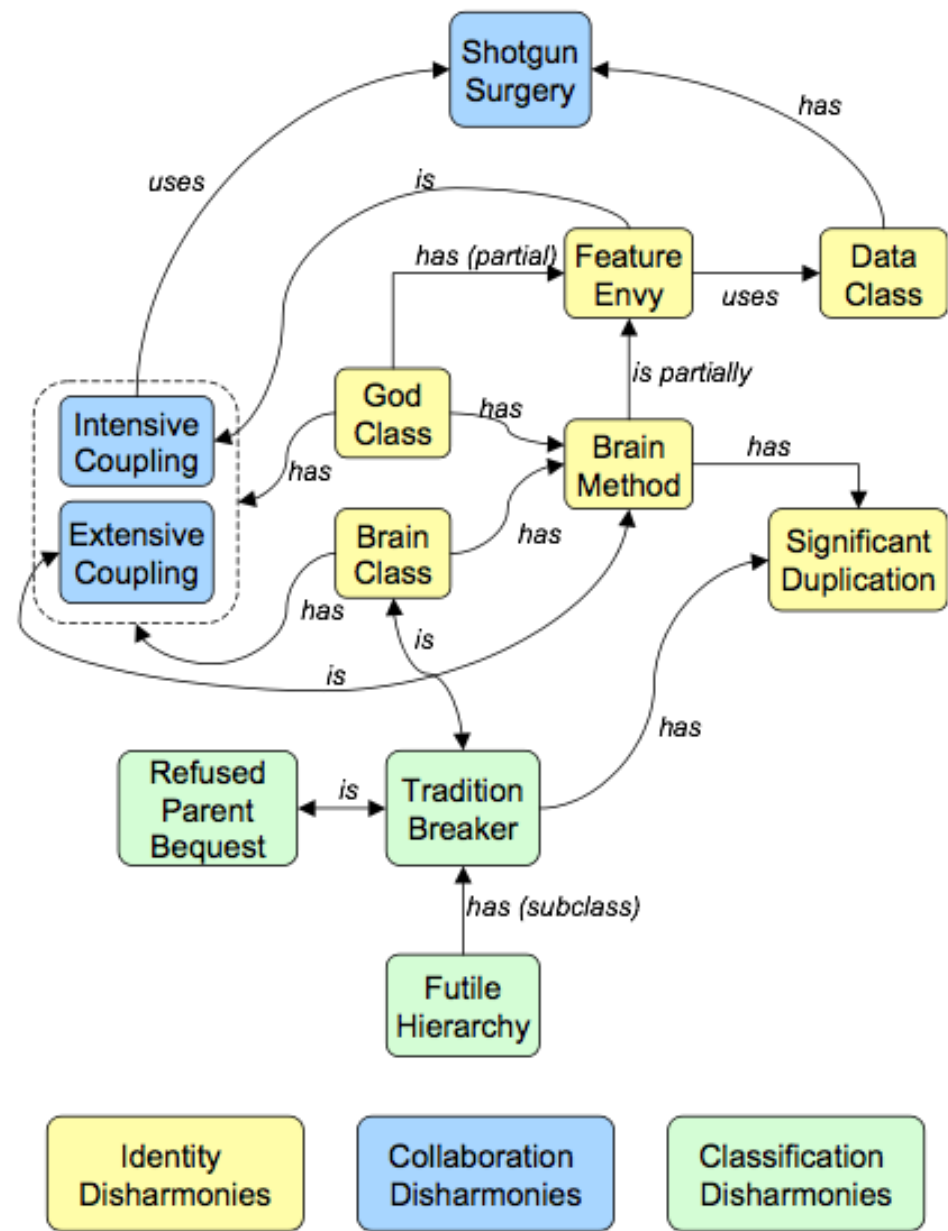 Shotgun
Surgery
has
uses
is
has (partial)
Feature
Envy
uses
Data
Class
is partially
God
Class
has
has
Intensive
Coupling
Brain
Method
has
Extensive
Coupling
Brain
Class
has
has
Significant
Duplication
is
is
has
Refused
Parent
Bequest
is
Tradition
Breaker
has (subclass)
Futile
Hierarchy
Identity
Disharmonies
Collaboration
Disharmonies
Classification
Disharmonies